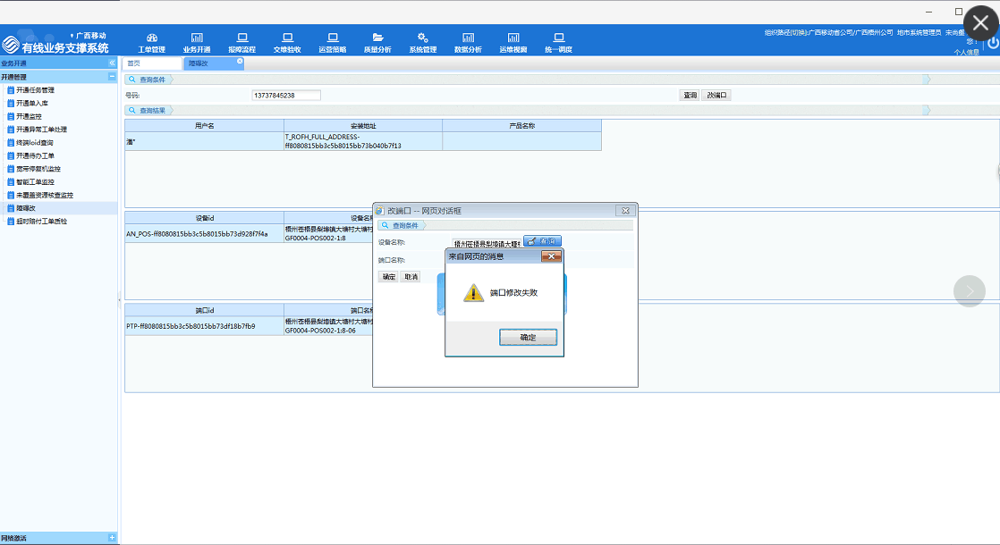 广西移动
有线业务支撑系统
工单管理 业务开通 报障流程 交维验收 运营策略 质量分析 系统管理 数据分析 运维视窗 统一调度
组织路径[切换]:广西移动省公司/广西梧州公司 地市系统管理员
个人信息
业务开通
首页 障碍改
开通管理
开通任务管理
开通单入库
开通监控
开通异常工单处理
终端loid查询
开通待办工单
宽带停复机监控
智能工单监控
未覆盖资源核查监控
障碍改
超时赔付工单质检
网络激活
查询条件
号码: 13737845238 查询 改端口
查询结果
用户名 安装地址 产品名称
潘* T_ROFH_FULL_ADDRESS-
ff8080815bb3c5b8015bb73b040b7f13
设备id 设备名
AN_POS-ff8080815bb3c5b8015bb73d928f7f4a 梧州苍梧县梨埠镇大塘村大塘村
GF0004-POS002-1:8
端口id 端口名
PTP-ff8080815bb3c5b8015bb73df18b7fb9 梧州苍梧县梨埠镇大塘村大塘村
GF0004-POS002-1:8-06
改端口 -- 网页对话框
查询条件
设备名称: 梧州苍梧县梨埠镇大塘 查询
端口名称:
确定 取消
来自网页的消息
端口修改失败
确定